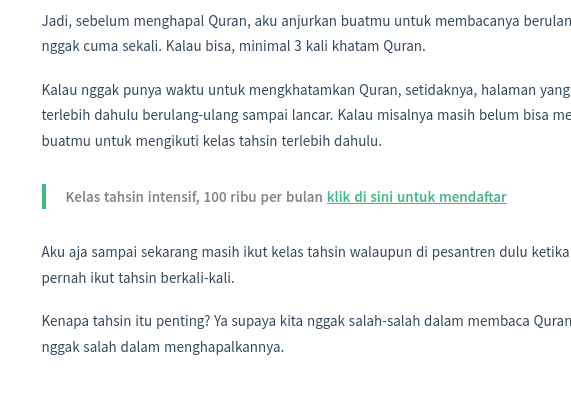 Jadi, sebelum menghapal Quran, aku anjurkan buatmu untuk membacanya berulan
nggak cuma sekali. Kalau bisa, minimal 3 kali khatam Quran.
Kalau nggak punya waktu untuk mengkhatamkan Quran, setidaknya, halaman yang
terlebih dahulu berulang-ulang sampai lancar. Kalau misalnya masih belum bisa me
buatmu untuk mengikuti kelas tahsin terlebih dahulu.
Kelas tahsin intensif, 100 ribu per bulan klik di sini untuk mendaftar
Aku aja sampai sekarang masih ikut kelas tahsin walaupun di pesantren dulu ketika
pernah ikut tahsin berkali-kali.
Kenapa tahsin itu penting? Ya supaya kita nggak salah-salah dalam membaca Quran
nggak salah dalam menghapalkannya.